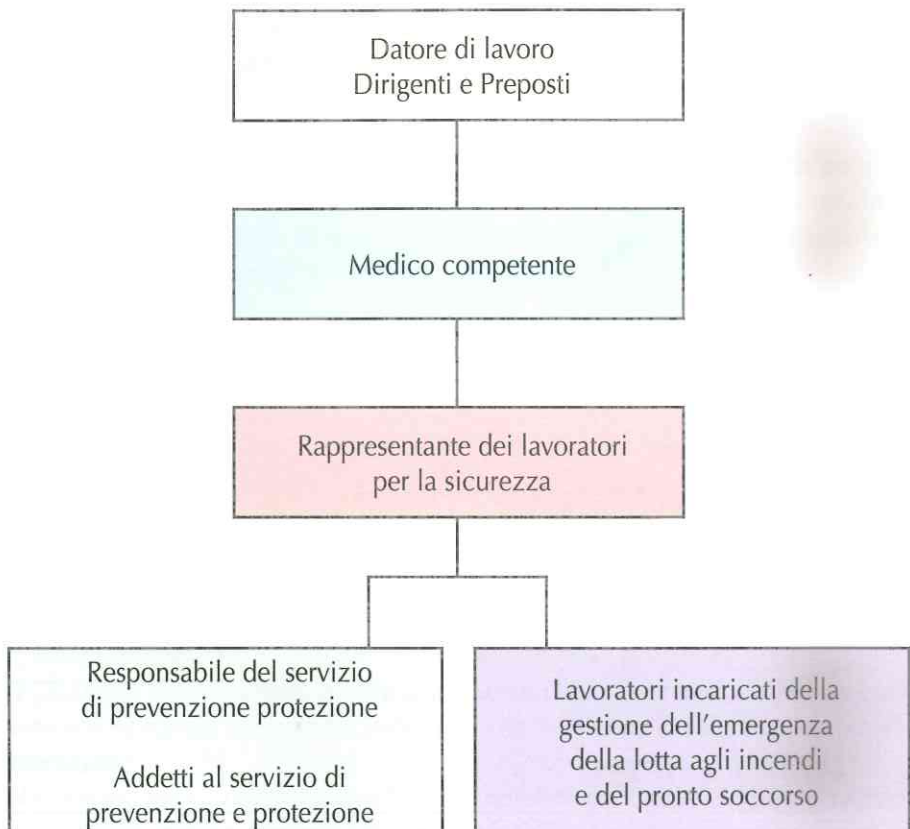 Datore di lavoro
Dirigenti e Preposti
Medico competente
Rappresentante dei lavoratori
per la sicurezza
Responsabile del servizio
di prevenzione protezione
Addetti al servizio di
prevenzione e protezione
Lavoratori incaricati della
gestione dell'emergenza
della lotta agli incendi
e del pronto soccorso